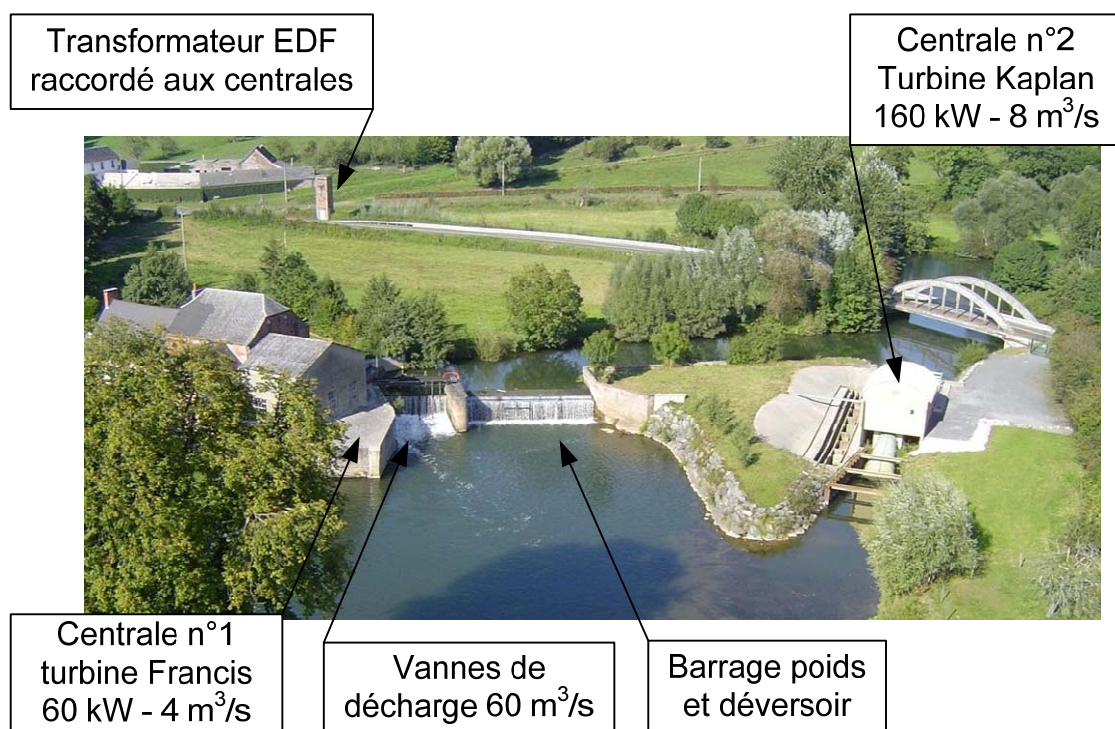 Transformateur EDF
raccordé aux centrales
Centrale n°2
Turbine Kaplan
160 kW - 8 m³/s
Centrale n°1
turbine Francis
60 kW - 4 m³/s
Vannes de
décharge 60 m³/s
Barrage poids
et déversoir